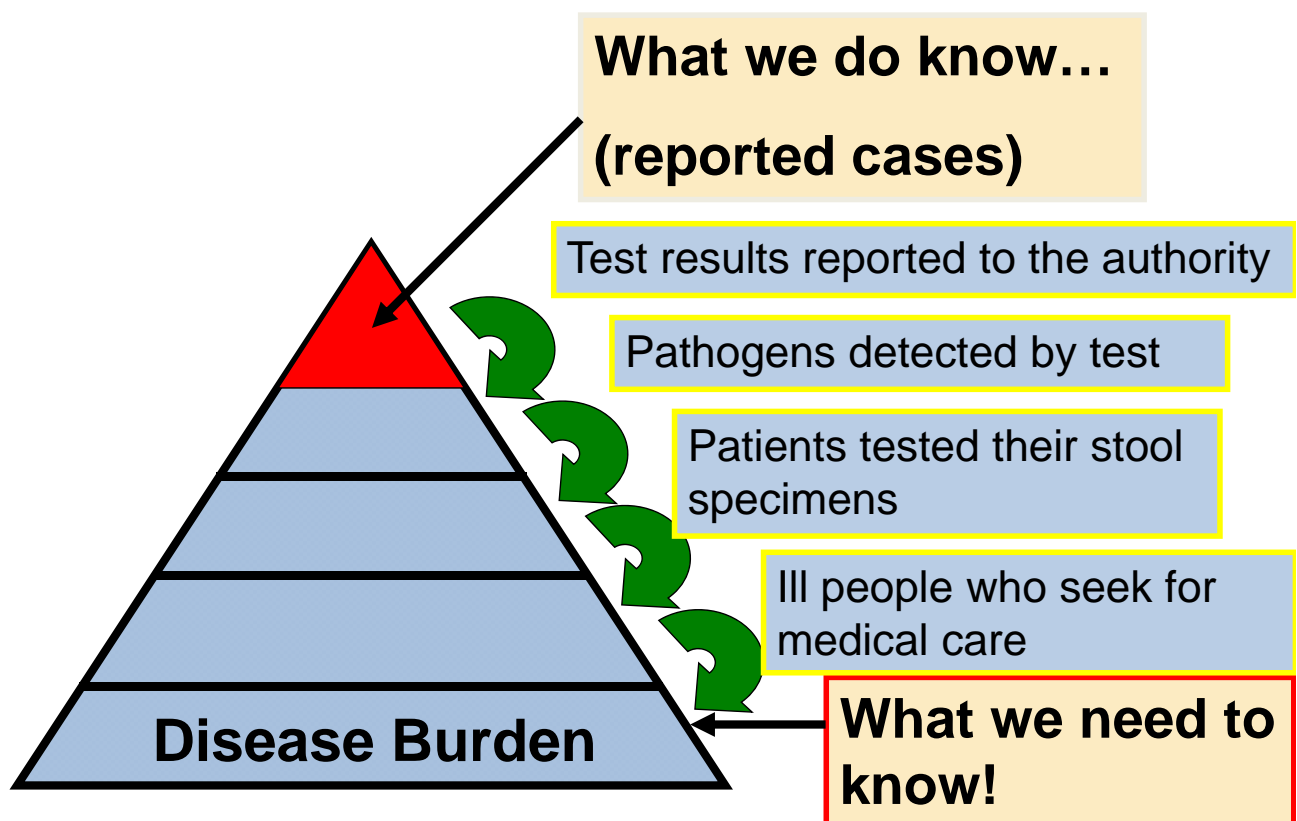 What we do know…
(reported cases)
Test results reported to the authority
Pathogens detected by test
Patients tested their stool
specimens
Ill people who seek for
medical care
What we need to
know!
Disease Burden